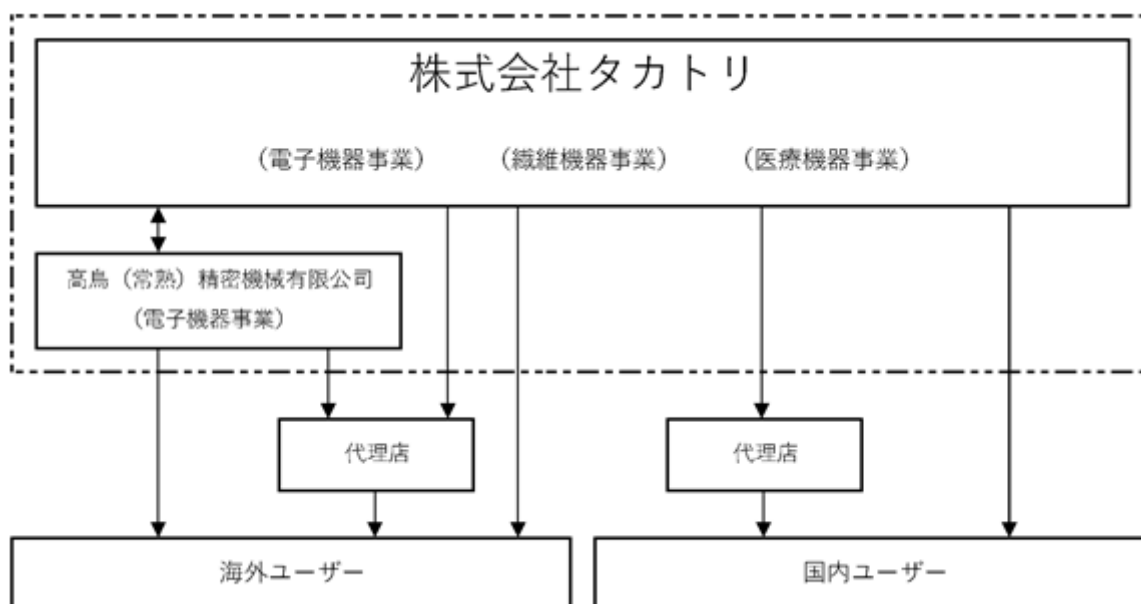 株式会社タカトリ
（電子機器事業） （繊維機器事業） （医療機器事業）
高鳥（常熟）精密機械有限公司
（電子機器事業）
代理店 代理店
海外ユーザー 国内ユーザー